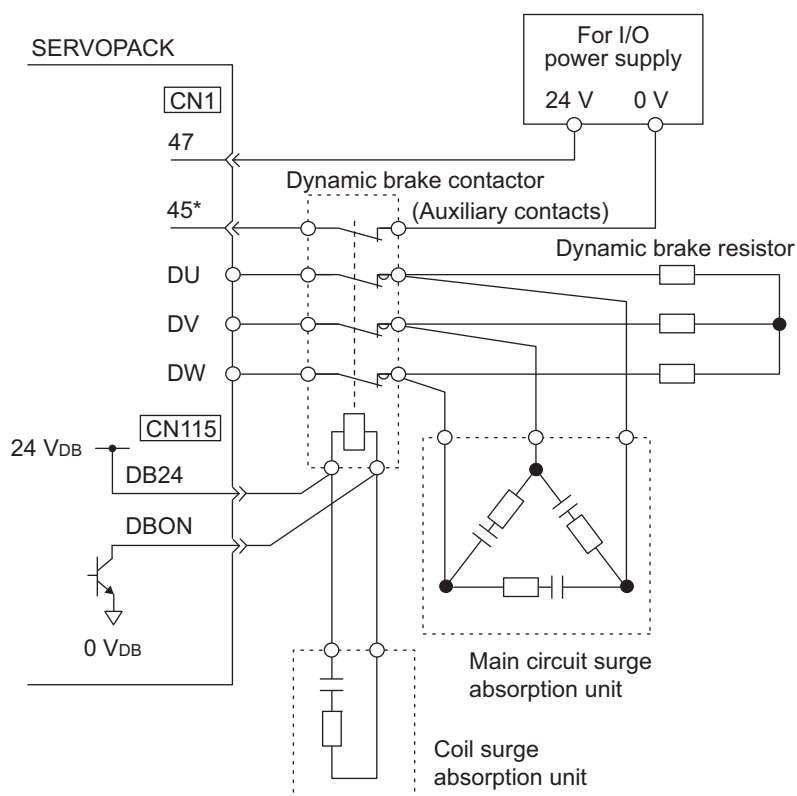 SERVOPACK
For I/O
power supply
24 V 0 V
CN1
47
Dynamic brake contactor
45*
(Auxiliary contacts)
Dynamic brake resistor
DU
DV
DW
CN115
24 VDB
DB24
DBON
0 VDB
Main circuit surge
absorption unit
Coil surge
absorption unit